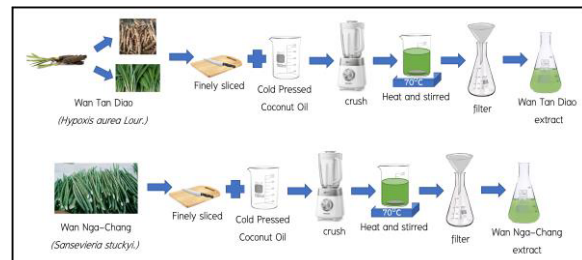 Wan Tan Diao
(Hypoxis aurea Lour.)
Finely sliced
Cold Pressed
Coconut Oil
crush
70°C
Heat and stirred
filter
Wan Tan Diao
extract
Wan Nga-Chang
(Sansevieria stuckyi.)
Finely sliced
Cold Pressed
Coconut Oil
crush
70°C
Heat and stirred
filter
Wan Nga-Chang
extract